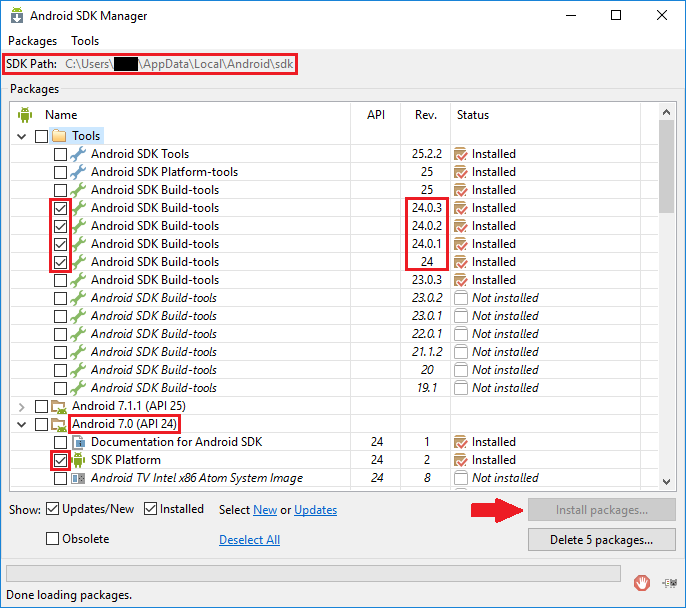 Android SDK Manager
Packages Tools
SDK Path: C:\Users\ \AppData\Local\Android\sdk
Packages
Name API Rev. Status
Tools
Android SDK Tools 25.2.2 Installed
Android SDK Platform-tools 25 Installed
Android SDK Build-tools 25 Installed
Android SDK Build-tools 24.0.3 Installed
Android SDK Build-tools 24.0.2 Installed
Android SDK Build-tools 24.0.1 Installed
Android SDK Build-tools 24 Installed
Android SDK Build-tools 23.0.3 Installed
Android SDK Build-tools 23.0.2 Not installed
Android SDK Build-tools 23.0.1 Not installed
Android SDK Build-tools 22.0.1 Not installed
Android SDK Build-tools 21.1.2 Not installed
Android SDK Build-tools 20 Not installed
Android SDK Build-tools 19.1 Not installed
Android 7.1.1 (API 25)
Android 7.0 (API 24)
Documentation for Android SDK 24 1 Installed
SDK Platform 24 2 Installed
Android TV Intel x86 Atom System Image 24 8 Not installed
Show: Updates/New Installed Select New or Updates Install packages...
Obsolete Deselect All Delete 5 packages...
Done loading packages.